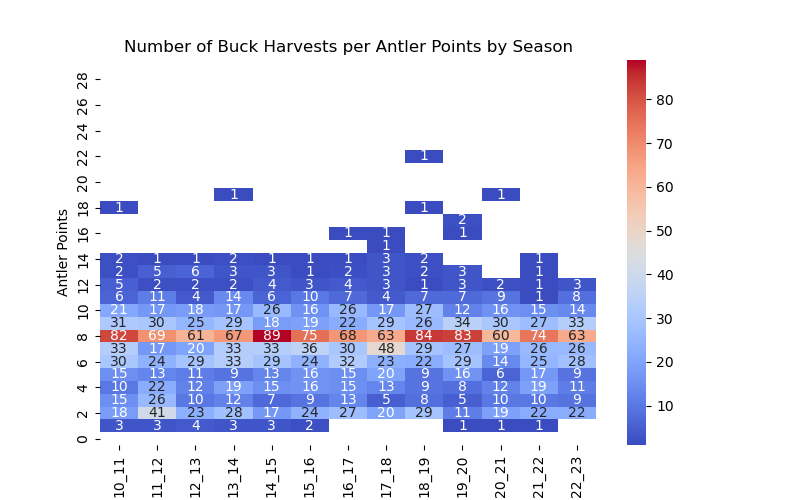 Number of Buck Harvests per Antler Points by Season
28
26
24
22 1
20
1 1
18 1 1
2
16 1 1 1
1
14 2 1 1 2 1 1 1 3 2 1
2 5 6 3 3 1 2 3 2 3 1
12 5 2 2 2 4 3 4 3 1 3 2 1 3
6 11 4 14 6 10 7 4 7 7 9 1 8
10 21 17 18 17 26 16 26 17 27 12 16 15 14
31 30 25 29 18 19 22 29 26 34 30 27 33
8 82 69 61 67 89 75 68 63 84 83 60 74 63
33 17 20 33 33 36 30 48 29 27 19 26 26
6 30 24 29 33 29 24 32 23 22 29 14 25 28
15 13 11 9 13 16 15 20 9 16 6 17 9
4 10 22 12 19 15 16 15 13 9 8 12 19 11
15 26 10 12 7 9 13 5 8 5 10 10 9
2 18 41 23 28 17 24 27 20 29 11 19 22 22
3 3 4 3 3 2 1 1 1
0
Antler Points
10_11 11_12 12_13 13_14 14_15 15_16 16_17 17_18 18_19 19_20 20_21 21_22 22_23
80
70
60
50
40
30
20
10